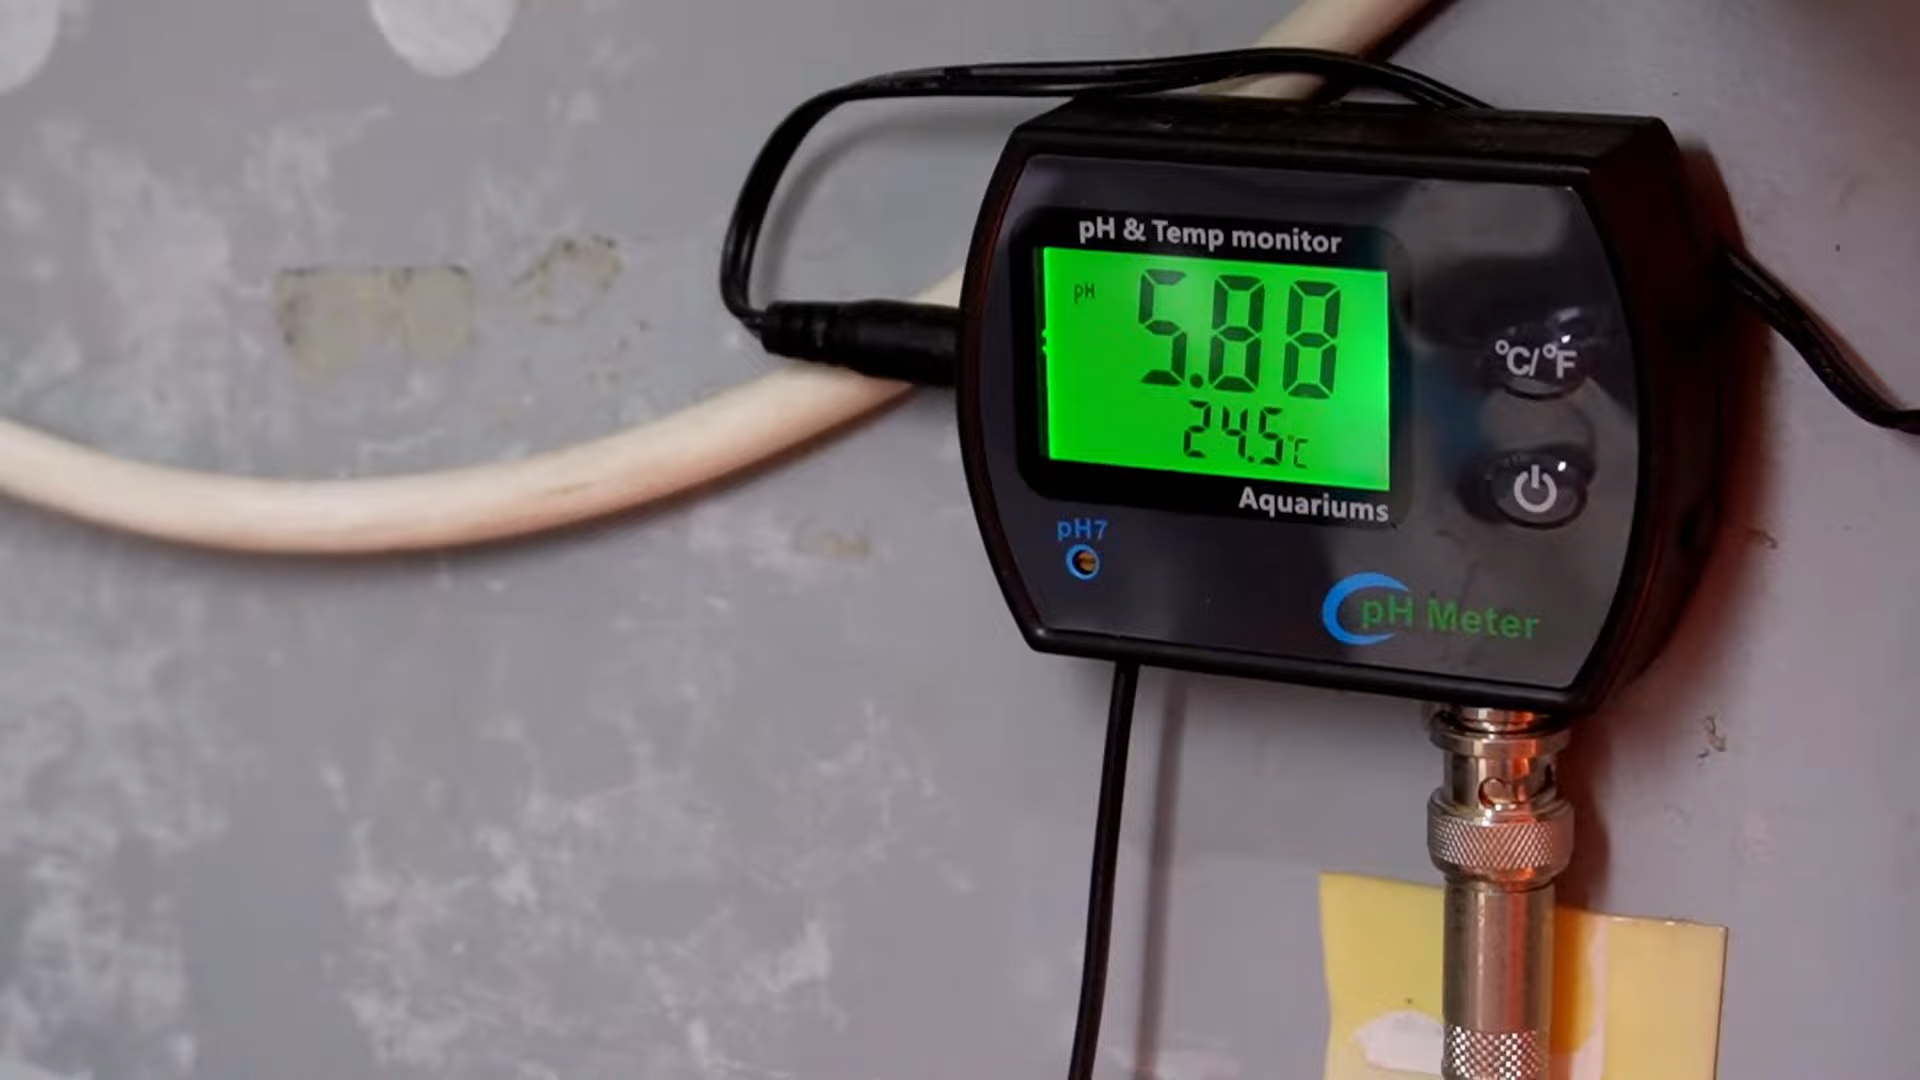 pH & Temp monitor
pH 5.88
24.5°C
°C/°F
Aquariums
pH7
pH Meter